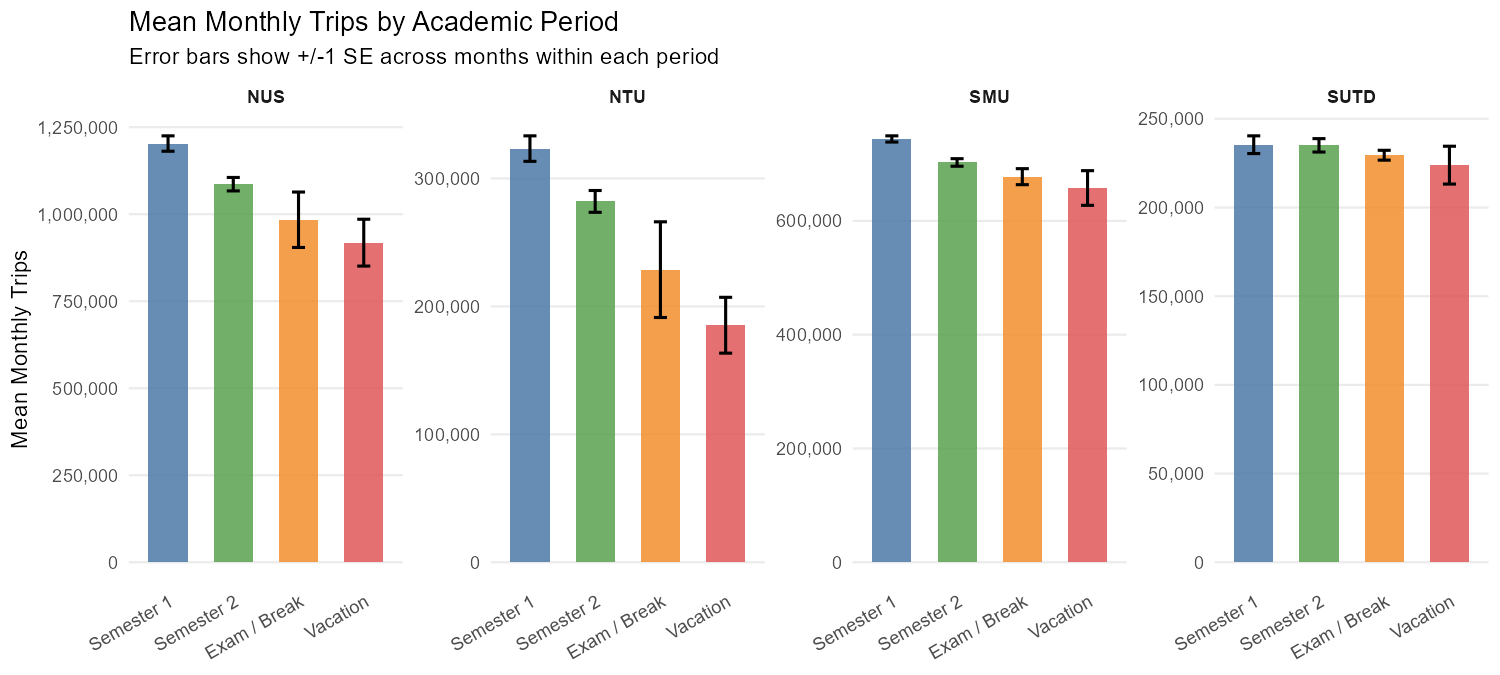 Mean Monthly Trips by Academic Period
Error bars show +/-1 SE across months within each period
Mean Monthly Trips
NUS
1,250,000
1,000,000
750,000
500,000
250,000
0
Semester 1
Semester 2
Exam / Break
Vacation
NTU
300,000
200,000
100,000
0
Semester 1
Semester 2
Exam / Break
Vacation
SMU
600,000
400,000
200,000
0
Semester 1
Semester 2
Exam / Break
Vacation
SUTD
250,000
200,000
150,000
100,000
50,000
0
Semester 1
Semester 2
Exam / Break
Vacation